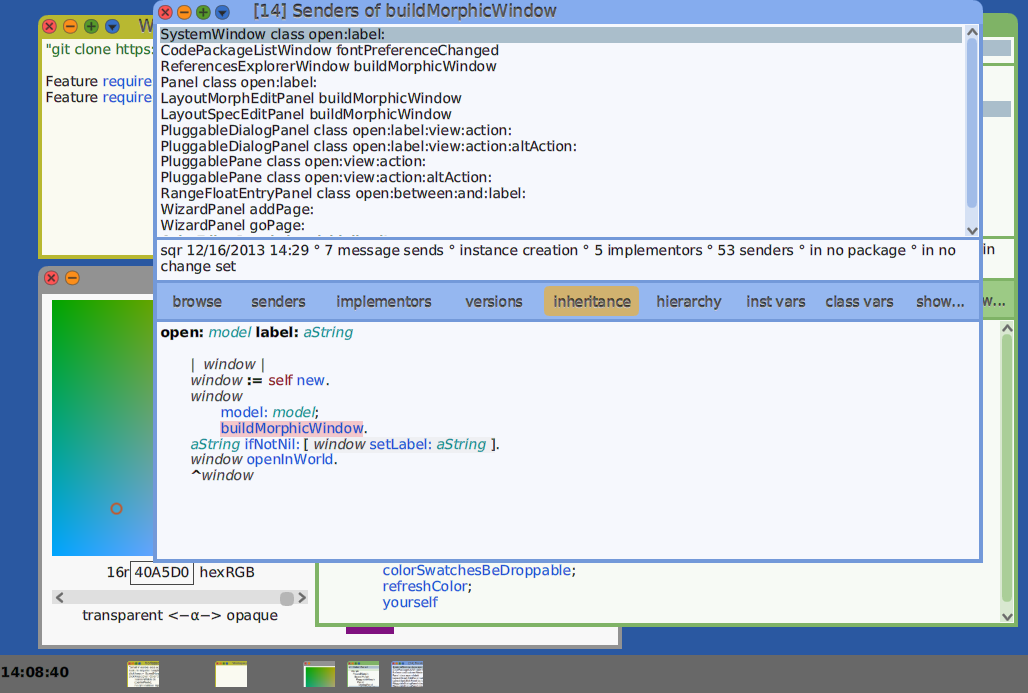 [14] Senders of buildMorphicWindow
W
"git clone https:
Feature require
Feature require
SystemWindow class open:label:
CodePackageListWindow fontPreferenceChanged
ReferencesExplorerWindow buildMorphicWindow
Panel class open:label:
LayoutMorphEditPanel buildMorphicWindow
LayoutSpecEditPanel buildMorphicWindow
PluggableDialogPanel class open:label:view:action:
PluggableDialogPanel class open:label:view:action:altAction:
PluggablePane class open:view:action:
PluggablePane class open:view:action:altAction:
RangeFloatEntryPanel class open:between:and:label:
WizardPanel addPage:
WizardPanel goPage:
sqr 12/16/2013 14:29 ° 7 message sends ° instance creation ° 5 implementors ° 53 senders ° in no package ° in no
change set
in
browse senders implementors versions inheritance hierarchy inst vars class vars show...
w...
open: model label: aString
| window |
window := self new.
window
model: model;
buildMorphicWindow.
aString ifNotNil: [ window setLabel: aString ].
window openInWorld.
^window
16r 40A5D0 hexRGB
transparent <−α−> opaque
colorSwatchesBeDroppable;
refreshColor;
yourself
14:08:40